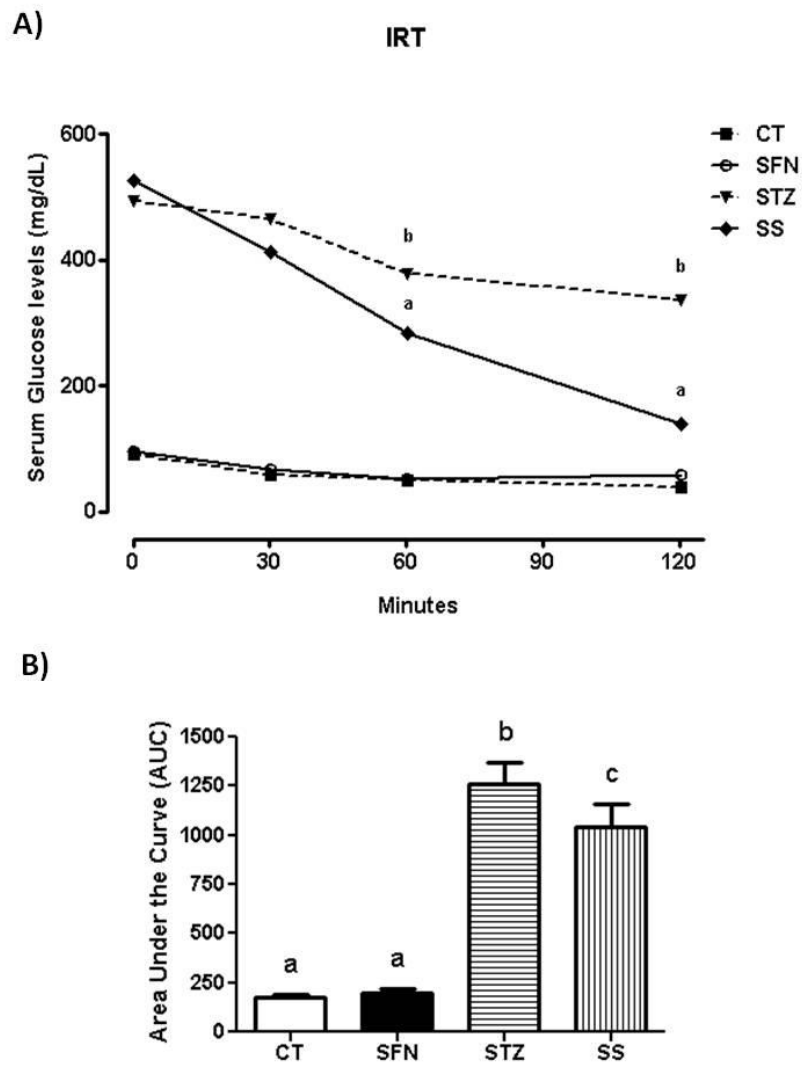 A)
IRT
600
400
200
0
Serum Glucose levels (mg/dL)
CT
SFN
STZ
SS
b
b
a
a
0 30 60 90 120
Minutes
B)
1500
1250
1000
750
500
250
0
Area Under the Curve (AUC)
a a b c
CT SFN STZ SS